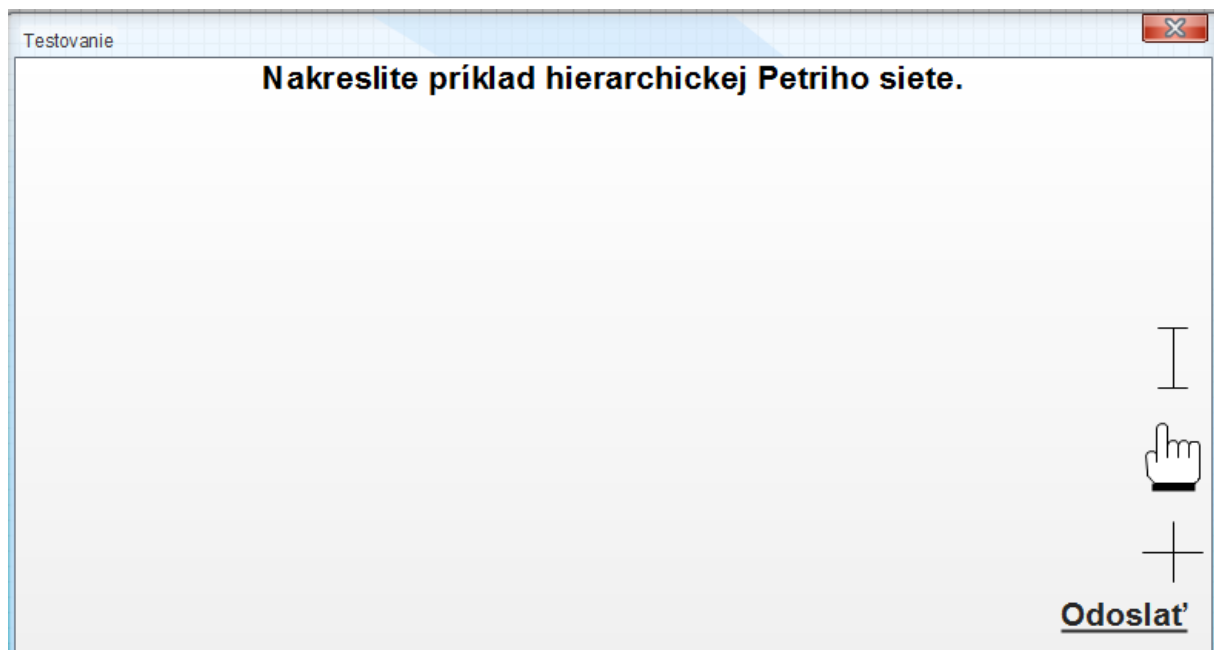 Testovanie
Nakreslite príklad hierarchickej Petriho siete.
Odoslať